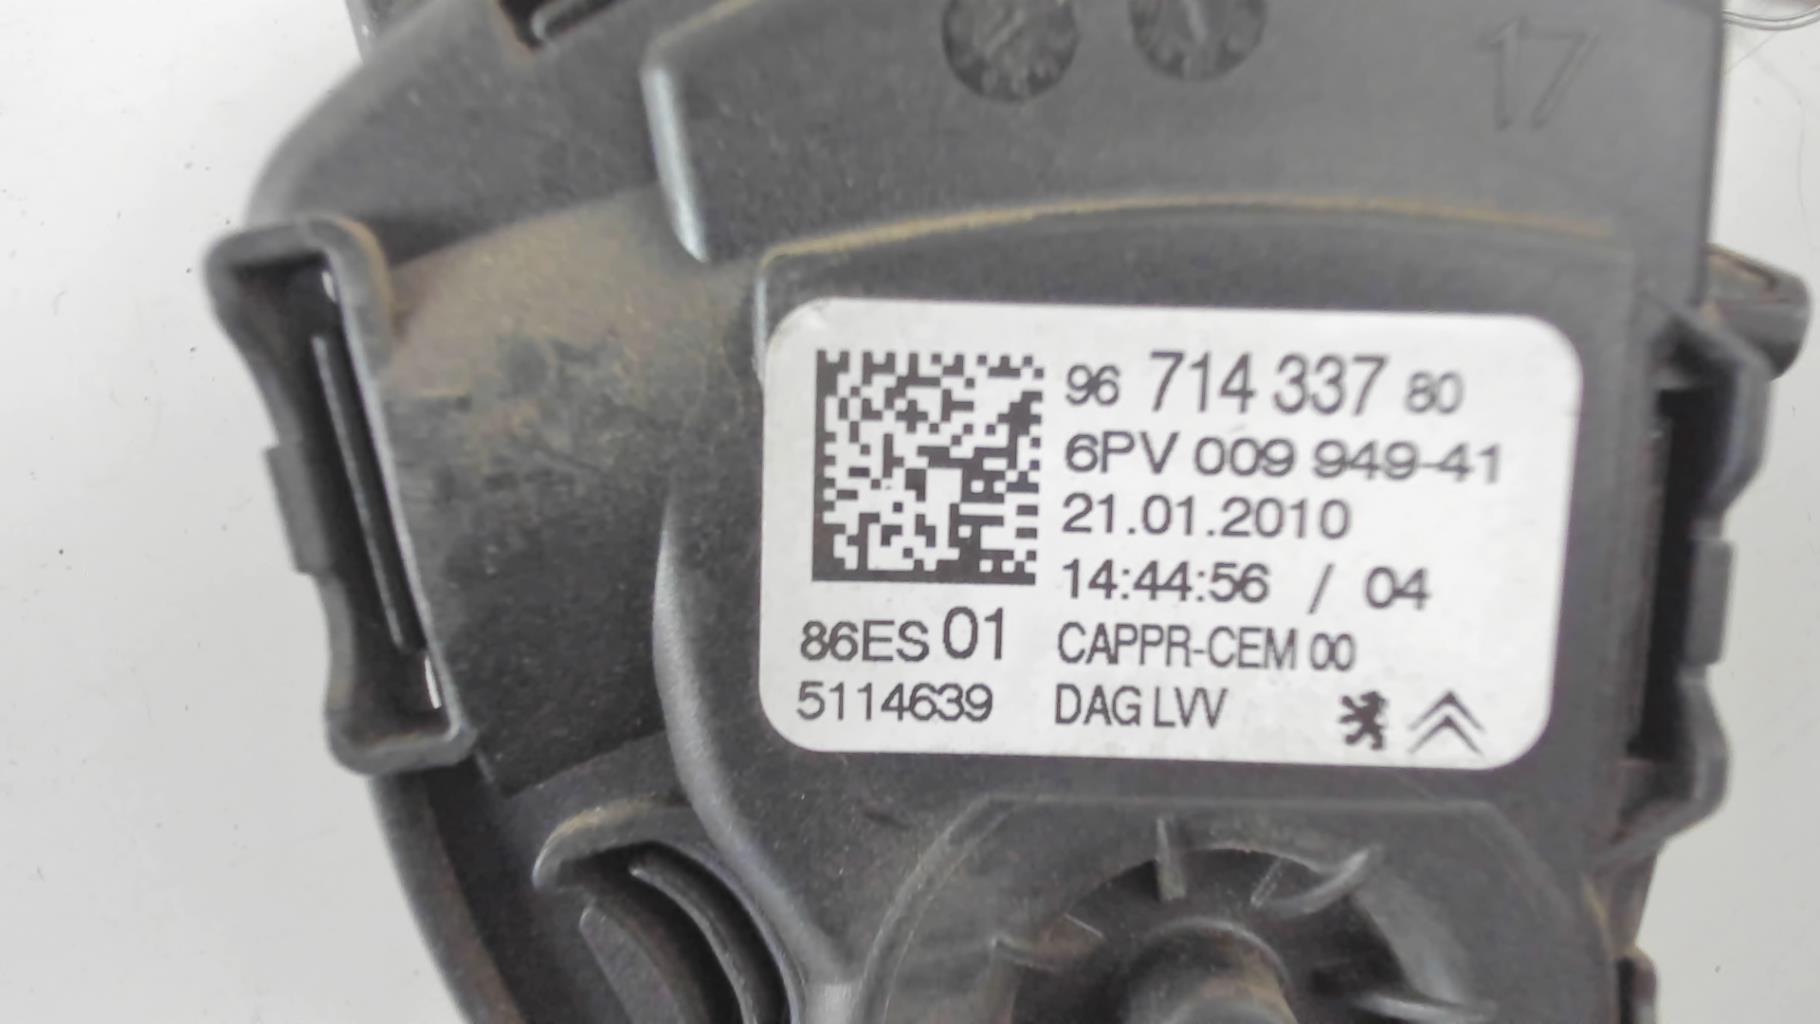 17
96 714 337 80
6PV 009 949-41
21.01.2010
14:44:56 / 04
86ES 01 CAPPR-CEM 00
5114639 DAG LVV